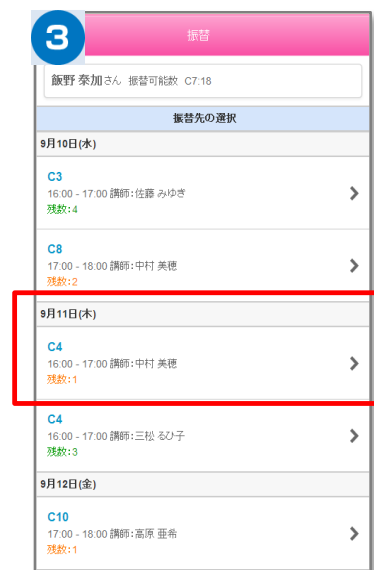 3
振替
飯野 奈加さん 振替可能数 C7:18
振替先の選択
9月10日(水)
C3
16:00 - 17:00 講師:佐藤 みゆき
残数:4
C8
17:00 - 18:00 講師:中村 美穂
残数:2
9月11日(木)
C4
16:00 - 17:00 講師:中村 美穂
残数:1
C4
16:00 - 17:00 講師:三松 るひ子
残数:3
9月12日(金)
C10
17:00 - 18:00 講師:高原 亜希
残数:1